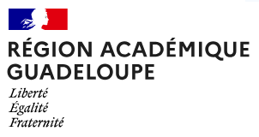 RÉGION ACADÉMIQUE
GUADELOUPE
Liberté
Égalité
Fraternité